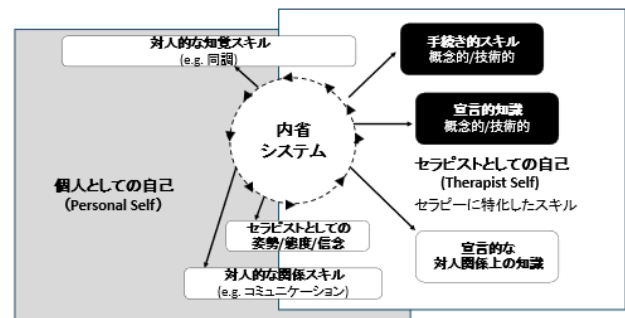 対人的な知覚スキル
(e.g. 同調)
手続き的スキル
概念的/技術的
宣言的知識
概念的/技術的
内省
システム
個人としての自己
(Personal Self)
セラピストとしての自己
(Therapist Self)
セラピーに特化したスキル
セラピストとしての
姿勢/態度/信念
対人的な関係スキル
(e.g. コミュニケーション)
宣言的な
対人関係上の知識